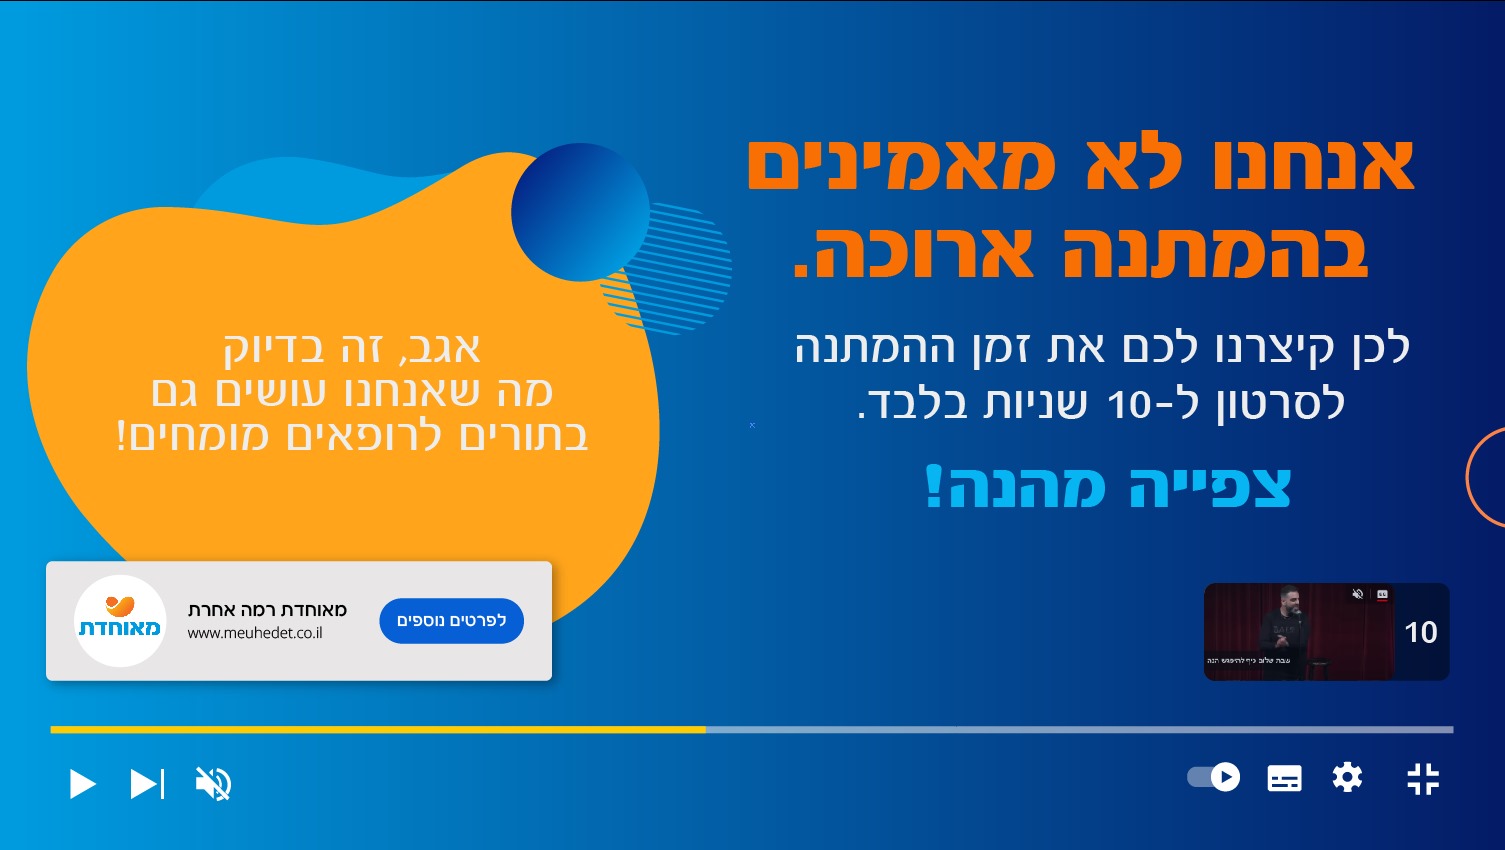 אנחנו לא מאמינים
בהמתנה ארוכה.
לכן קיצרנו לכם את זמן ההמתנה
לסרטון ל-10 שניות בלבד.
צפייה מהנה!
אגב, זה בדיוק
מה שאנחנו עושים גם
בתורים לרופאים מומחים!
מאוחדת
מאוחדת רמה אחרת
www.meuhedet.co.il
לפרטים נוספים
10